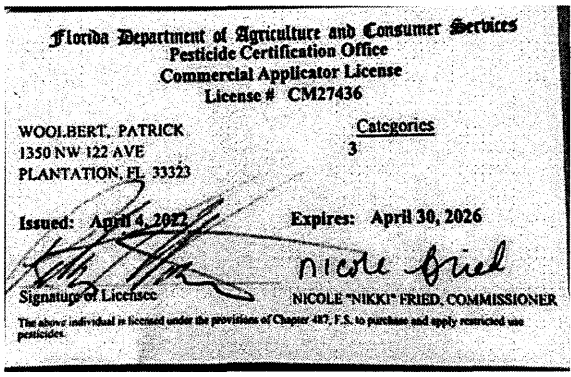 Florida Department of Agriculture and Consumer Services
Pesticide Certification Office
Commercial Applicator License
License # CM27436
WOOLBERT, PATRICK
1350 NW 122 AVE
PLANTATION, FL 33323
Categories
3
Issued: April 4, 2022
Expires: April 30, 2026
nicole fried
Signature of Licensee
NICOLE "NIKKI" FRIED, COMMISSIONER
The above individual is licensed under the provisions of Chapter 487, F.S. to purchase and apply restricted use
pesticides.